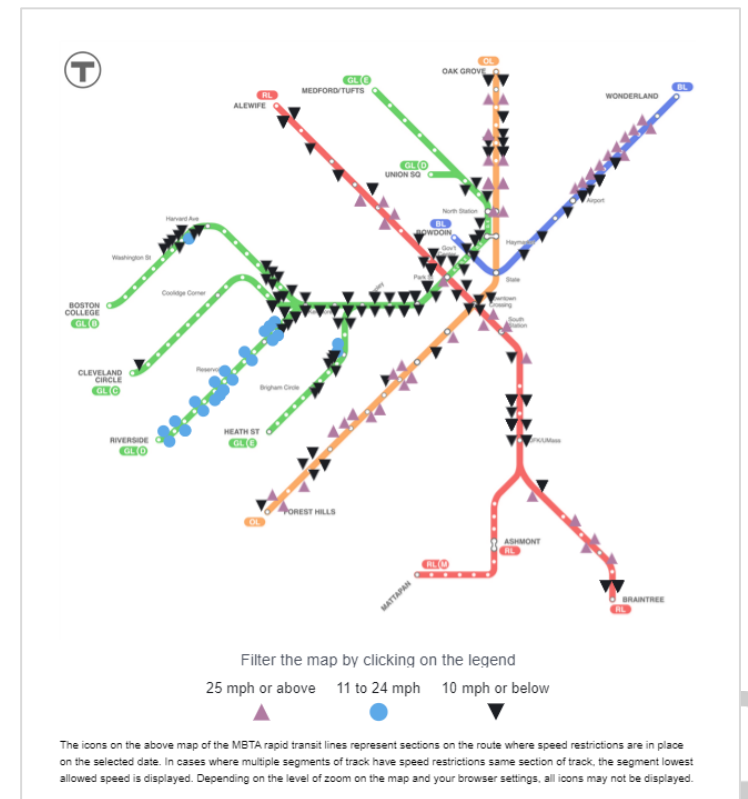 T
OL
OAK GROVE
GL E
MEDFORD/TUFTS
BL
WONDERLAND
RL
ALEWIFE
GL D
UNION SQ
Harvard Ave
North Station
BL
BOWDOIN
Airport
Gov't
Washington St
Park
State
Coolidge Corner
BOSTON
COLLEGE
GL B
Downtown
Crossing
South
Station
Brigham Circle
CLEVELAND
CIRCLE
GL C
HEATH ST
GL E
RIVERSIDE
GL D
JFK/UMass
FOREST HILLS
OL
ASHMONT
RL
RL M
MATTAPAN
BRAINTREE
RL
Filter the map by clicking on the legend
25 mph or above 11 to 24 mph 10 mph or below
The icons on the above map of the MBTA rapid transit lines represent sections on the route where speed restrictions are in place
on the selected date. In cases where multiple segments of track have speed restrictions same section of track, the segment lowest
allowed speed is displayed. Depending on the level of zoom on the map and your browser settings, all icons may not be displayed.